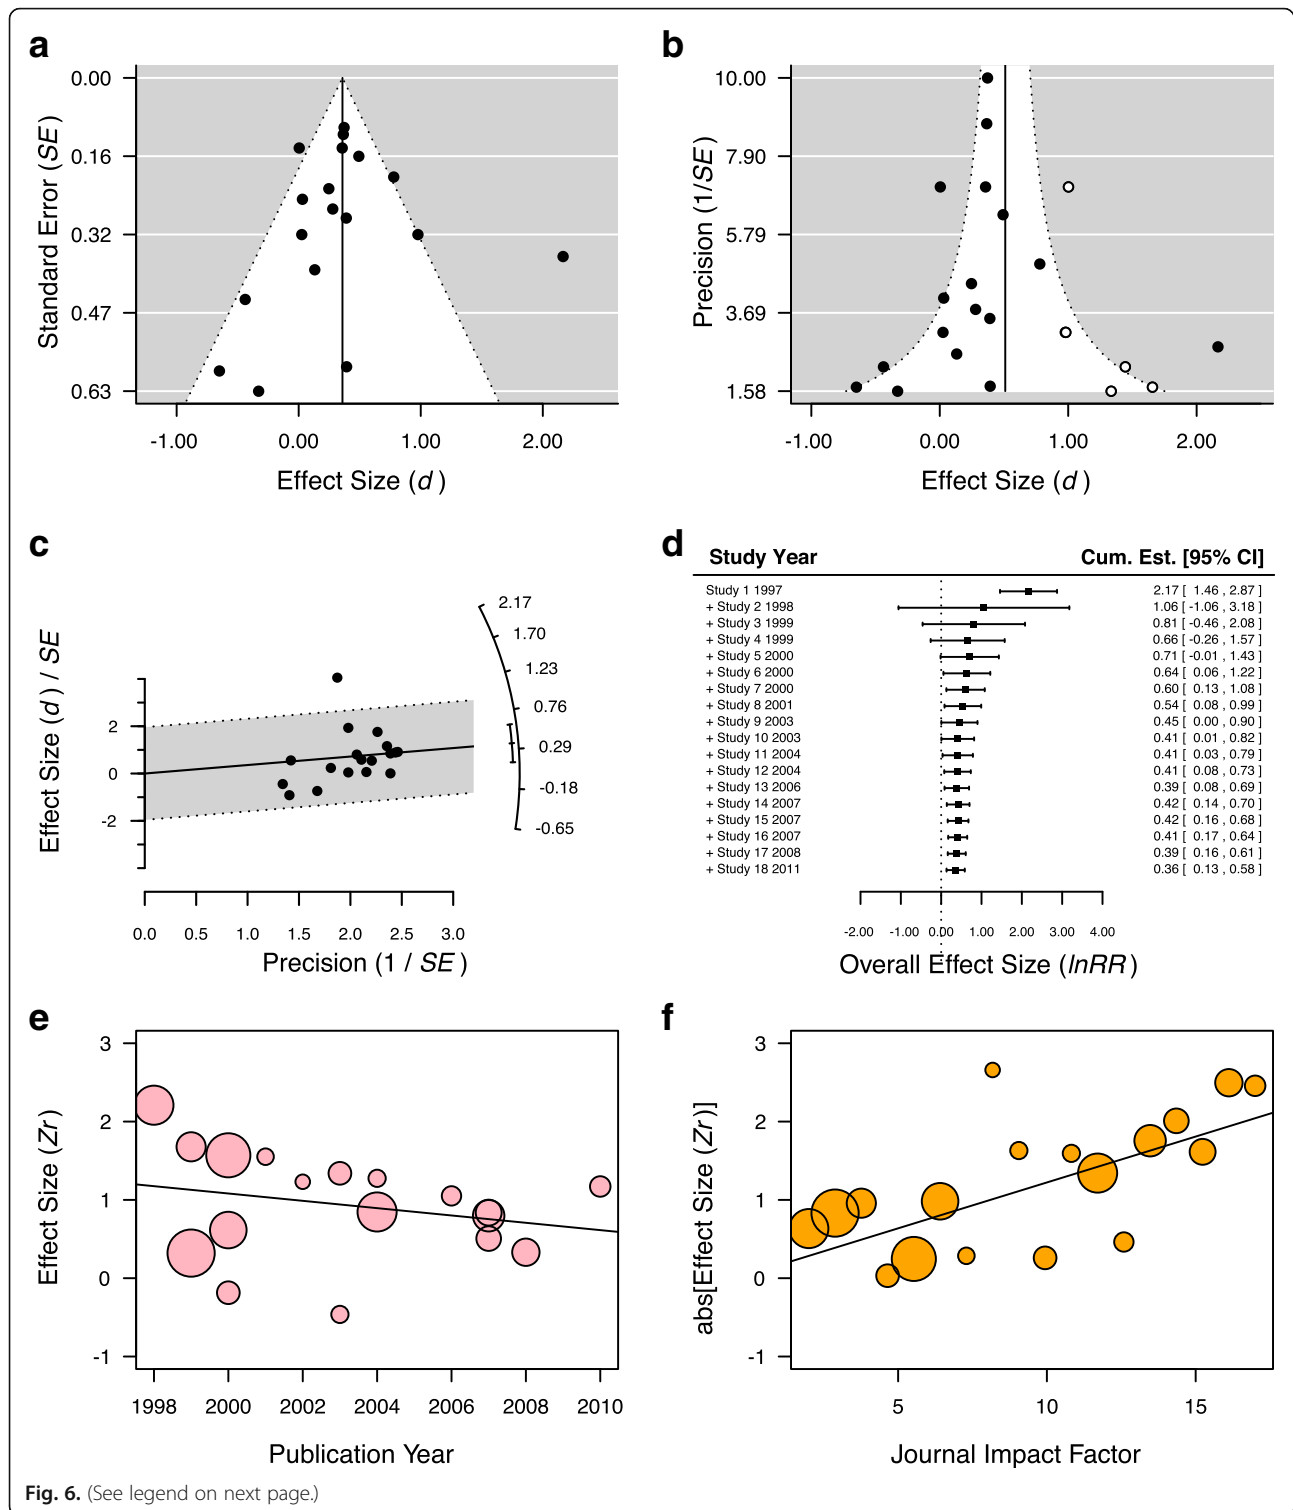 a
0.00
0.16
0.32
0.47
0.63
Standard Error (SE)
-1.00 0.00 1.00 2.00
Effect Size (d)
b
10.00
7.90
5.79
3.69
1.58
Precision (1/SE)
-1.00 0.00 1.00 2.00
Effect Size (d)
c
2.17
1.70
1.23
0.76
0.29
-0.18
-0.65
2
0
-2
Effect Size (d) / SE
0.0 0.5 1.0 1.5 2.0 2.5 3.0
Precision (1 / SE)
d
Study Year Cum. Est. [95% CI]
Study 1 1997 2.17 [ 1.46 , 2.87 ]
+ Study 2 1998 1.06 [ -1.06 , 3.18 ]
+ Study 3 1999 0.81 [ -0.46 , 2.08 ]
+ Study 4 1999 0.66 [ -0.26 , 1.57 ]
+ Study 5 2000 0.71 [ -0.01 , 1.43 ]
+ Study 6 2000 0.64 [ 0.06 , 1.22 ]
+ Study 7 2000 0.60 [ 0.13 , 1.08 ]
+ Study 8 2001 0.54 [ 0.08 , 0.99 ]
+ Study 9 2003 0.45 [ 0.00 , 0.90 ]
+ Study 10 2003 0.41 [ 0.01 , 0.82 ]
+ Study 11 2004 0.41 [ 0.03 , 0.79 ]
+ Study 12 2004 0.41 [ 0.08 , 0.73 ]
+ Study 13 2006 0.39 [ 0.08 , 0.69 ]
+ Study 14 2007 0.42 [ 0.14 , 0.70 ]
+ Study 15 2007 0.42 [ 0.16 , 0.68 ]
+ Study 16 2007 0.41 [ 0.17 , 0.64 ]
+ Study 17 2008 0.39 [ 0.16 , 0.61 ]
+ Study 18 2011 0.36 [ 0.13 , 0.58 ]
-2.00 -1.00 0.00 1.00 2.00 3.00 4.00
Overall Effect Size (lnRR)
e
3
2
1
0
-1
Effect Size (Zr)
1998 2000 2002 2004 2006 2008 2010
Publication Year
f
3
2
1
0
-1
abs[Effect Size (Zr)]
5 10 15
Journal Impact Factor
Fig. 6. (See legend on next page.)